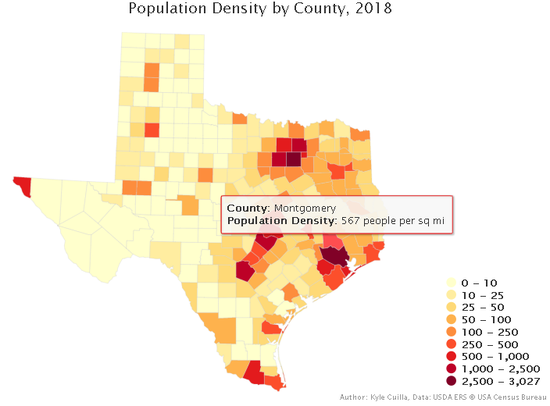 Population Density by County, 2018
County: Montgomery
Population Density: 567 people per sq mi
0 – 10
10 – 25
25 – 50
50 – 100
100 – 250
250 – 500
500 – 1,000
1,000 – 2,500
2,500 – 3,027
Author: Kyle Cuilla, Data: USDA ERS © USA Census Bureau